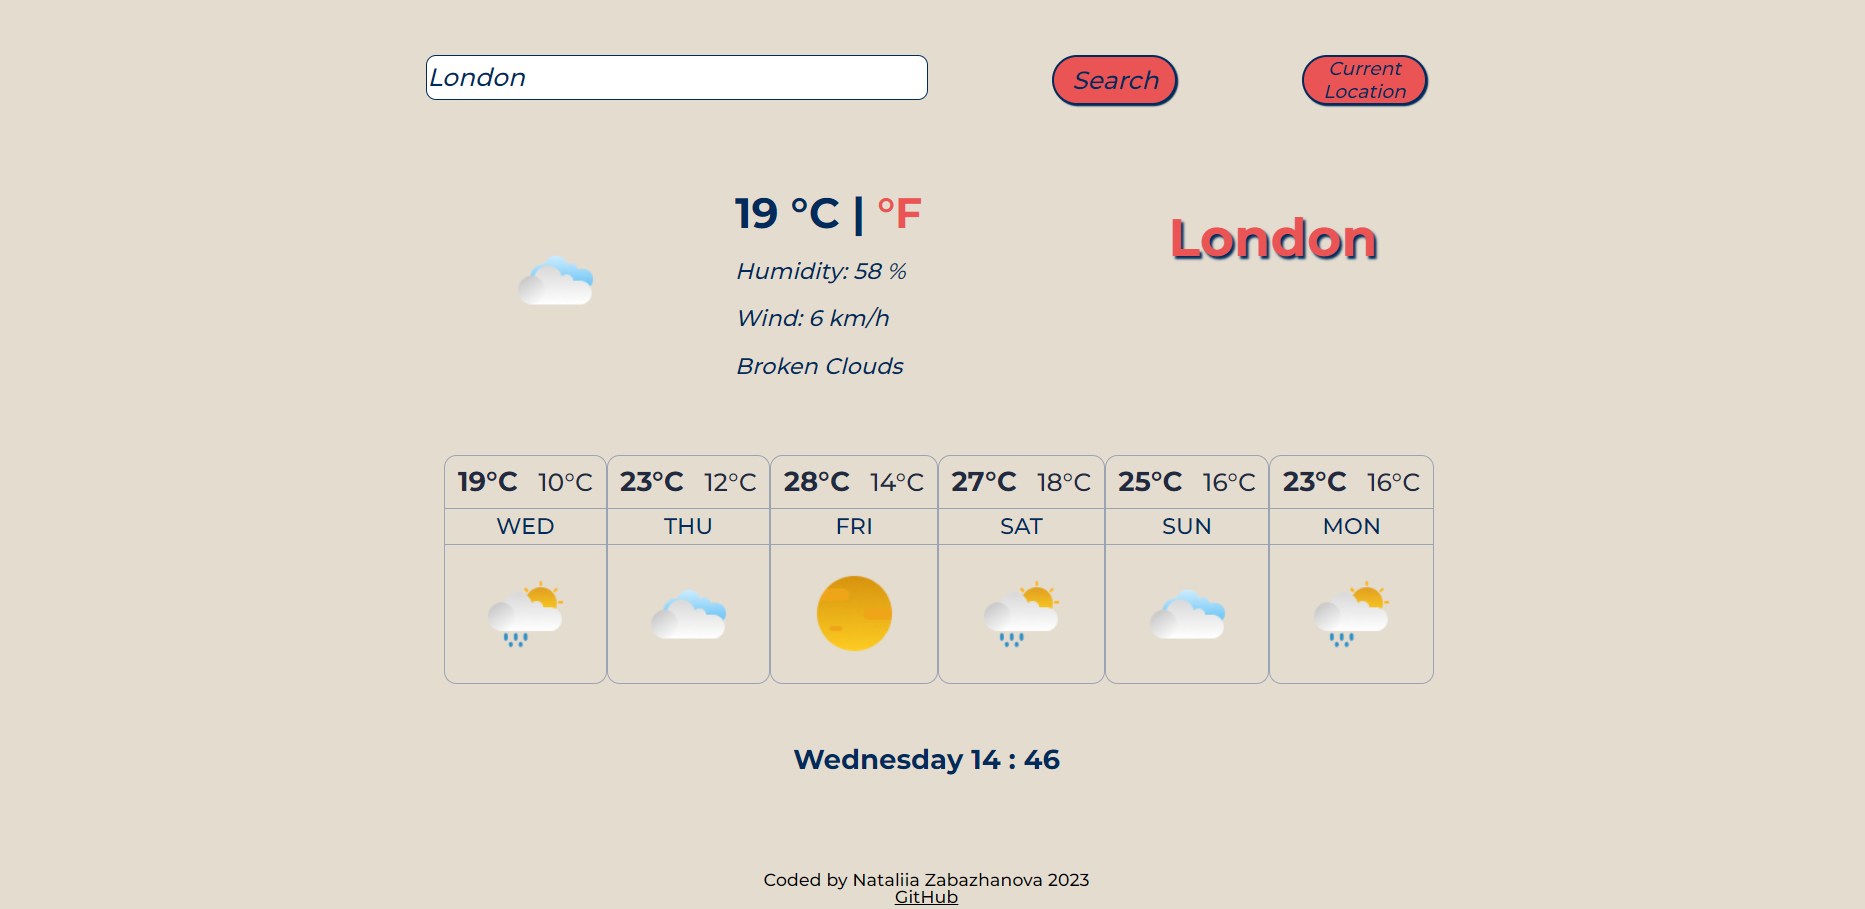 London
Search
Current
Location
19 °C | °F
London
Humidity: 58 %
Wind: 6 km/h
Broken Clouds
19°C 10°C 23°C 12°C 28°C 14°C 27°C 18°C 25°C 16°C 23°C 16°C
WED THU FRI SAT SUN MON
Wednesday 14 : 46
Coded by Nataliia Zabazhanova 2023
GitHub